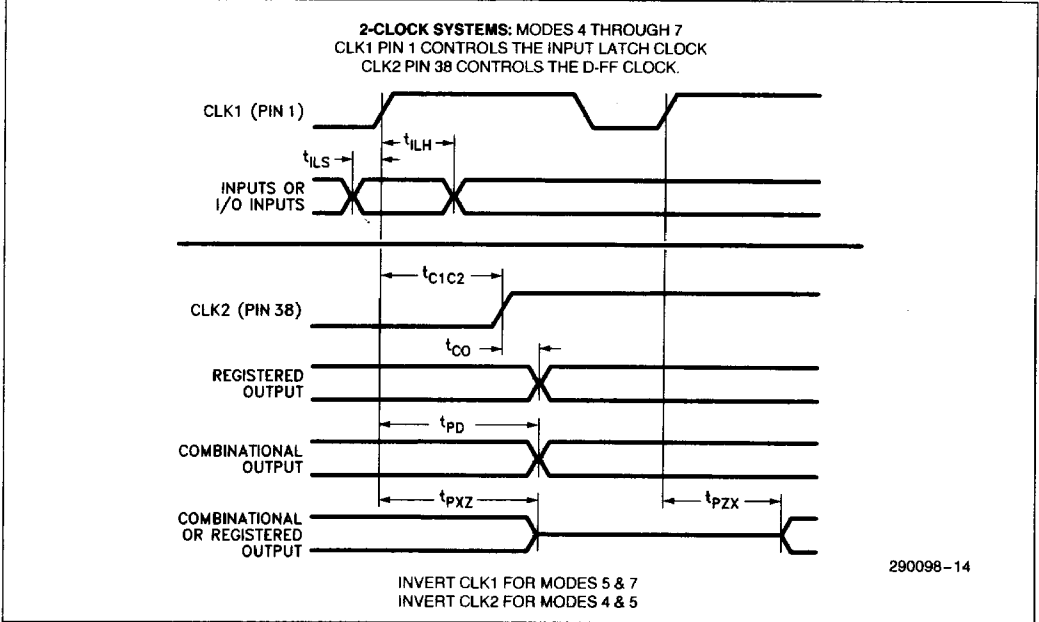 2-CLOCK SYSTEMS: MODES 4 THROUGH 7
CLK1 PIN 1 CONTROLS THE INPUT LATCH CLOCK
CLK2 PIN 38 CONTROLS THE D-FF CLOCK.
CLK1 (PIN 1)
tILH
tILS
INPUTS OR
I/O INPUTS
tC1C2
CLK2 (PIN 38)
tCO
REGISTERED
OUTPUT
tPD
COMBINATIONAL
OUTPUT
tPXZ
tPZX
COMBINATIONAL
OR REGISTERED
OUTPUT
290098-14
INVERT CLK1 FOR MODES 5 & 7
INVERT CLK2 FOR MODES 4 & 5